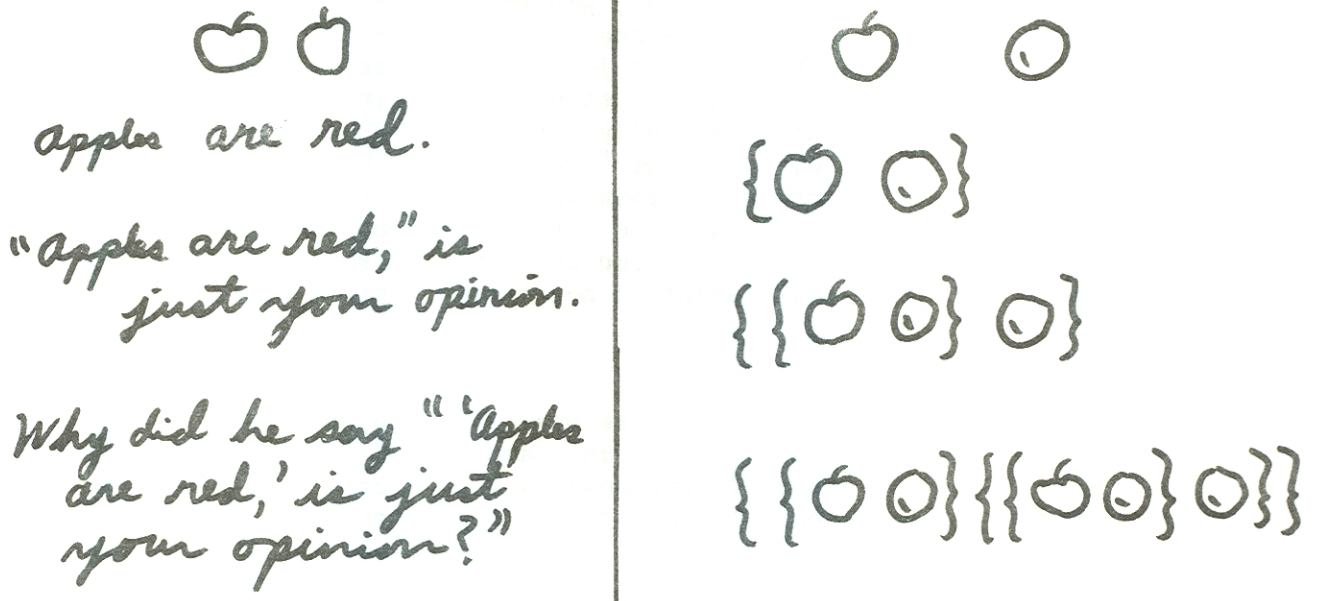 Apples are red.
"Apples are red," is
just your opinion.
Why did he say "'Apples
are red,' is just
your opinion?"
{ }
{ { } }
{ { } { { } } }